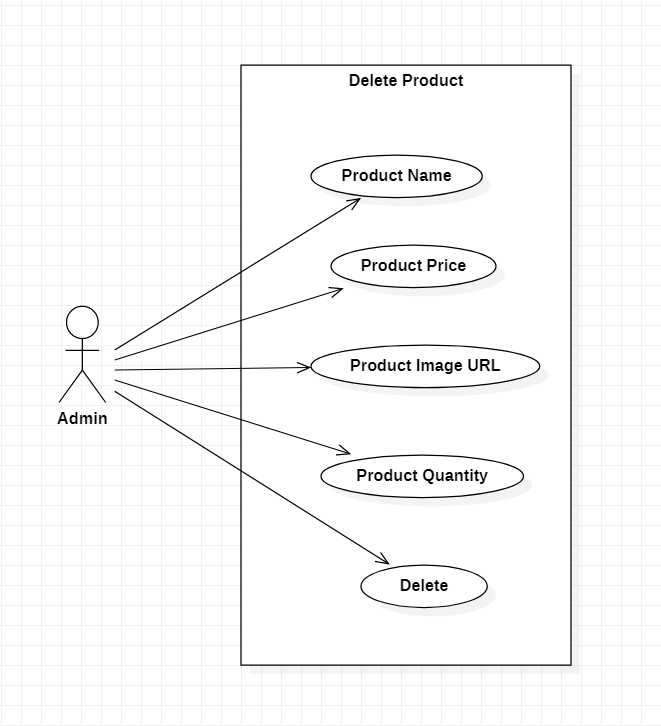 Delete Product
Product Name
Product Price
Product Image URL
Admin
Product Quantity
Delete